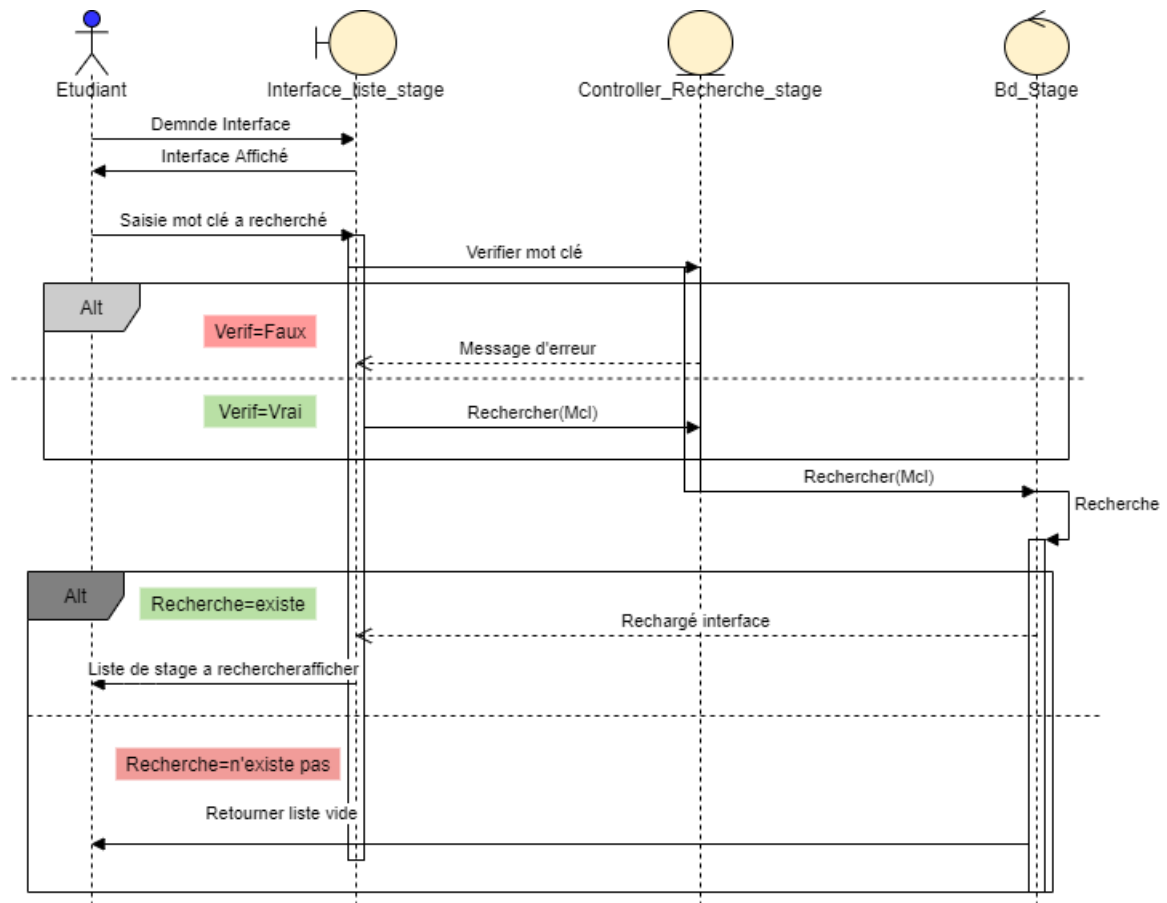 Etudiant
Interface_liste_stage
Controller_Recherche_stage
Bd_Stage
Demnde Interface
Interface Affiché
Saisie mot clé a recherché
Verifier mot clé
Alt
Verif=Faux
Message d'erreur
Verif=Vrai
Rechercher(Mcl)
Rechercher(Mcl)
Recherche
Alt
Recherche=existe
Rechargé interface
Liste de stage a rechercherafficher
Recherche=n'existe pas
Retourner liste vide